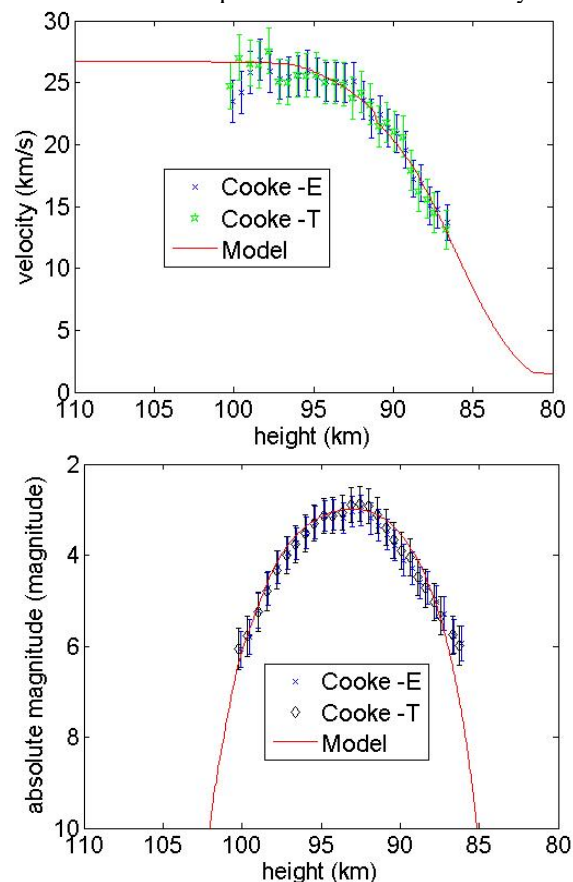 30
25
20
15
10
5
0
velocity (km/s)
Cooke -E
Cooke -T
Model
110 105 100 95 90 85 80
height (km)
2
4
6
8
10
absolute magnitude (magnitude)
Cooke -E
Cooke -T
Model
110 105 100 95 90 85 80
height (km)